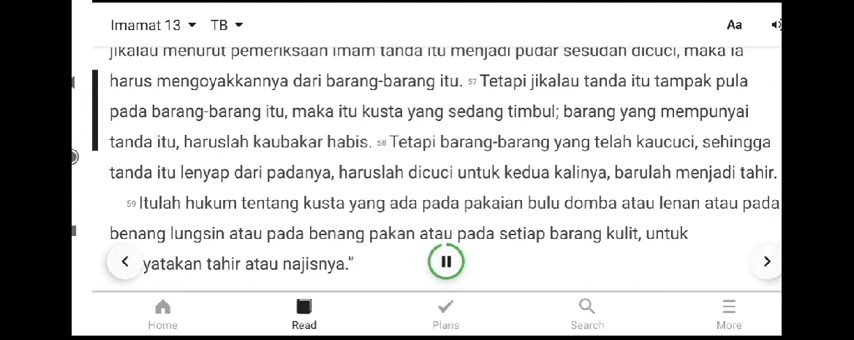 Imamat 13 TB Aa
jikalau menurut pemeriksaan imam tanda itu menjadi pudar sesudah dicuci, maka ia
harus mengoyakkannya dari barang-barang itu. 57 Tetapi jikalau tanda itu tampak pula
pada barang-barang itu, maka itu kusta yang sedang timbul; barang yang mempunyai
tanda itu, haruslah kaubakar habis. 58 Tetapi barang-barang yang telah kaucuci, sehingga
tanda itu lenyap dari padanya, haruslah dicuci untuk kedua kalinya, barulah menjadi tahir.
59 Itulah hukum tentang kusta yang ada pada pakaian bulu domba atau lenan atau pada
benang lungsin atau pada benang pakan atau pada setiap barang kulit, untuk
yatakan tahir atau najisnya."
Home Read Plans Search More